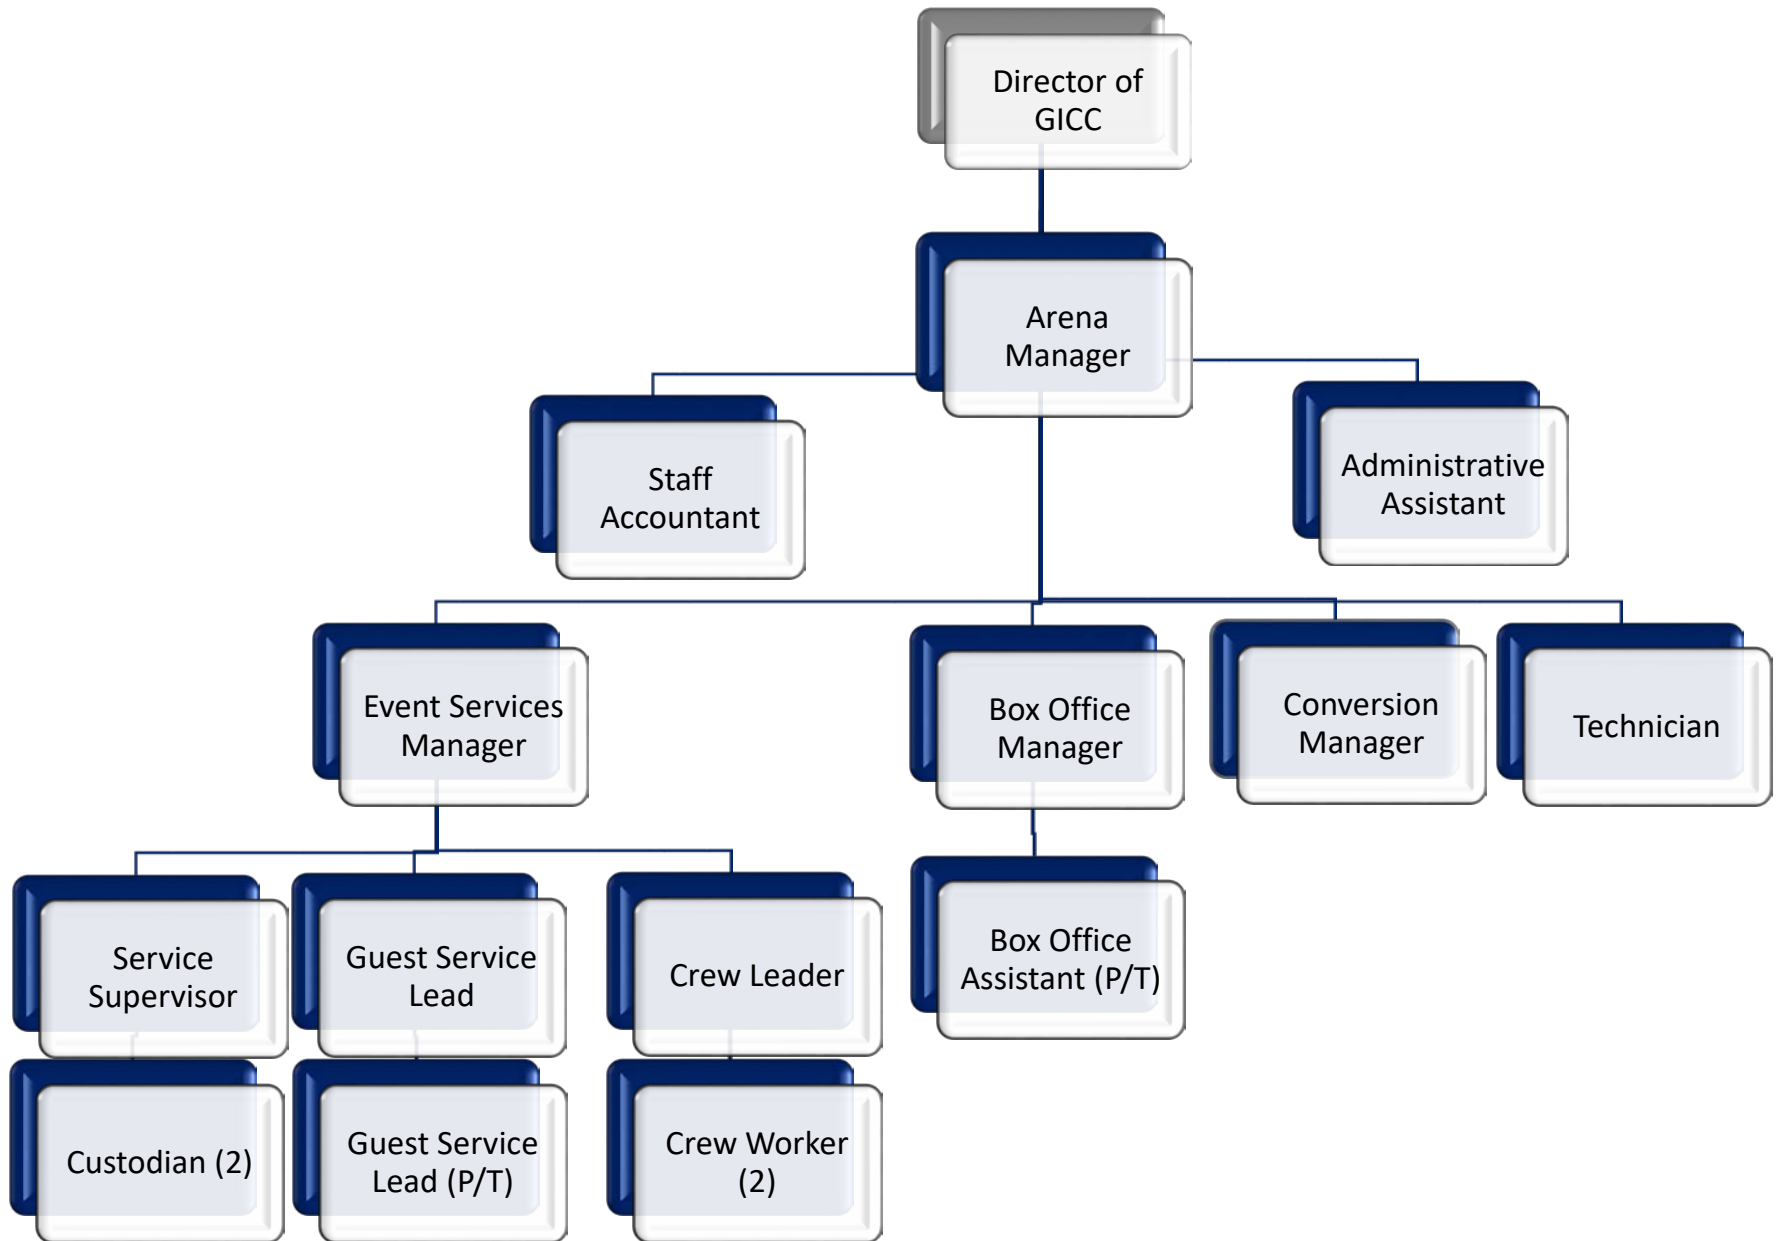 Director of
GICC
Arena
Manager
Staff
Accountant
Administrative
Assistant
Event Services
Manager
Box Office
Manager
Conversion
Manager
Technician
Service
Supervisor
Guest Service
Lead
Crew Leader
Box Office
Assistant (P/T)
Custodian (2)
Guest Service
Lead (P/T)
Crew Worker
(2)